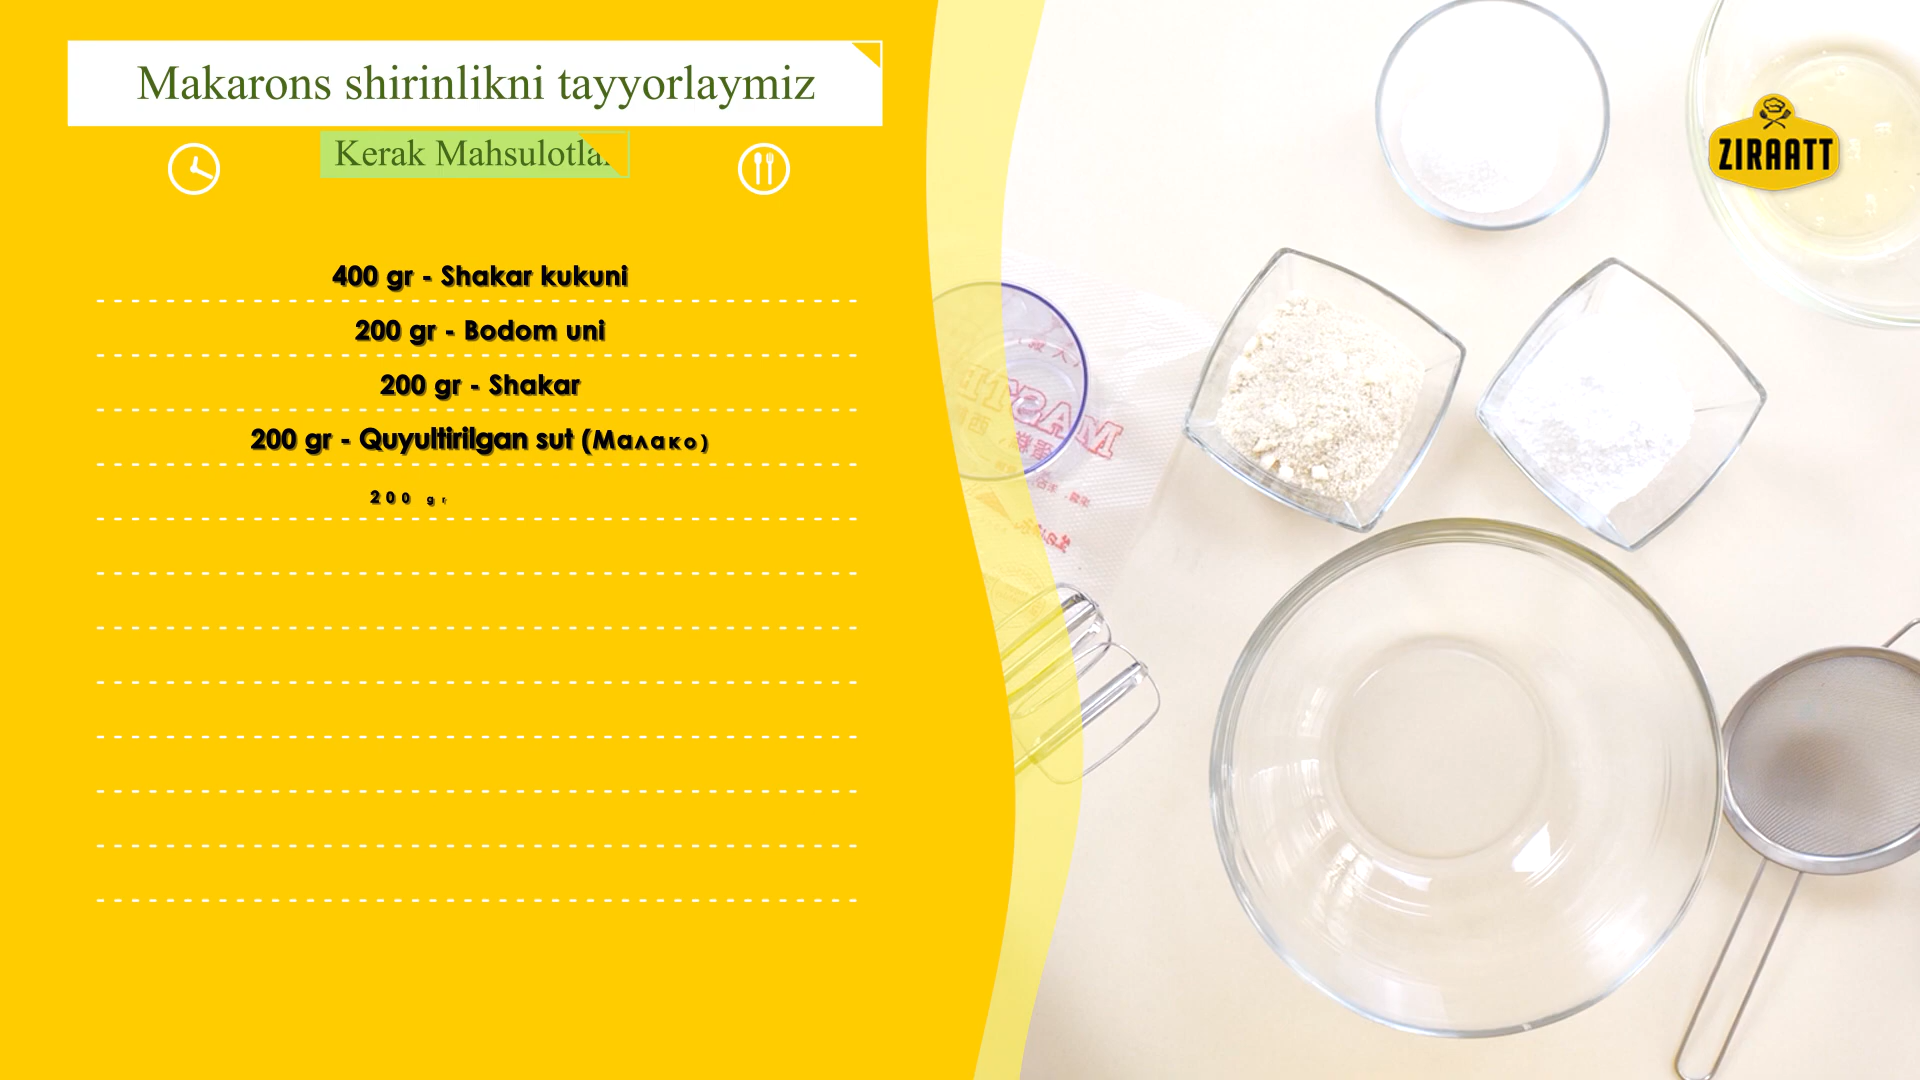 Makarons shirinlikni tayyorlaymiz
Kerak Mahsulotlar
400 gr - Shakar kukuni
200 gr - Bodom uni
200 gr - Shakar
200 gr - Quyultirilgan sut (Малако)
200 gr
ZIRAATT